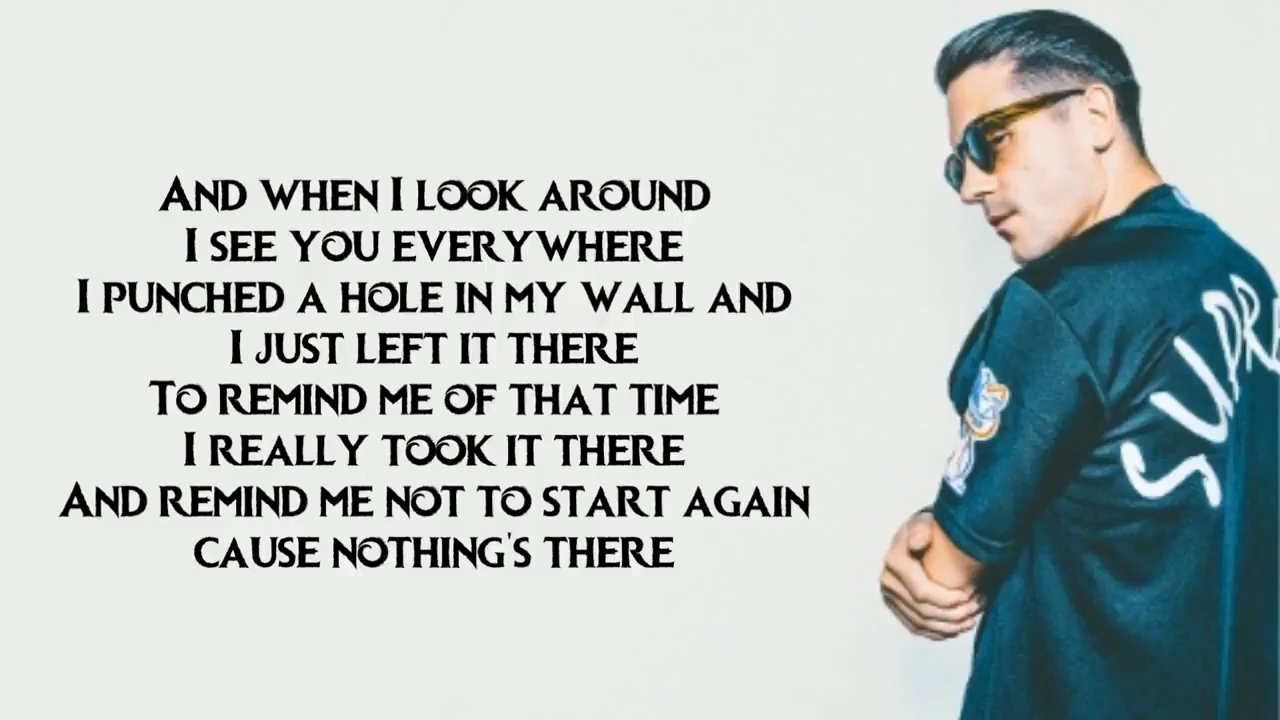 And when I look around
I see you everywhere
I punched a hole in my wall and
I just left it there
To remind me of that time
I really took it there
And remind me not to start again
cause nothing's there
SUPR